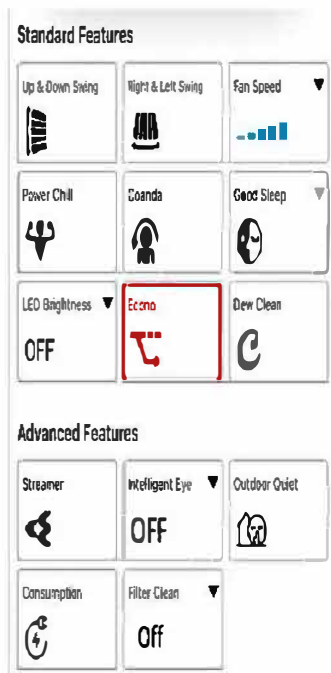 Standard Features
Up & Down Swing
Right & Left Swing
Fan Speed
Power Chill
Coanda
Good Sleep
LED Brightness
OFF
Econo
Dew Clean
Advanced Features
Streamer
Intelligent Eye
OFF
Outdoor Quiet
Consumption
Filter Clean
Off